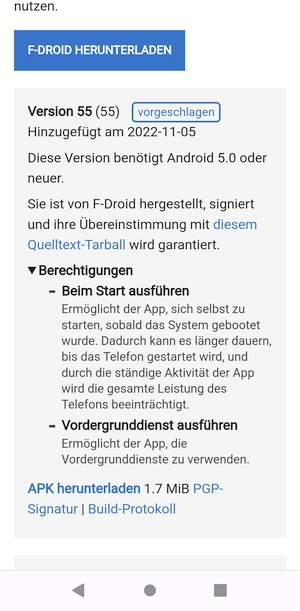 nutzen.
F-DROID HERUNTERLADEN
Version 55 (55) vorgeschlagen
Hinzugefügt am 2022-11-05
Diese Version benötigt Android 5.0 oder
neuer.
Sie ist von F-Droid hergestellt, signiert
und ihre Übereinstimmung mit diesem
Quelltext-Tarball wird garantiert.
▼Berechtigungen
– Beim Start ausführen
Ermöglicht der App, sich selbst zu
starten, sobald das System gebootet
wurde. Dadurch kann es länger dauern,
bis das Telefon gestartet wird, und
durch die ständige Aktivität der App
wird die gesamte Leistung des
Telefons beeinträchtigt.
– Vordergrunddienst ausführen
Ermöglicht der App, die
Vordergrunddienste zu verwenden.
APK herunterladen 1.7 MiB PGP-
Signatur | Build-Protokoll